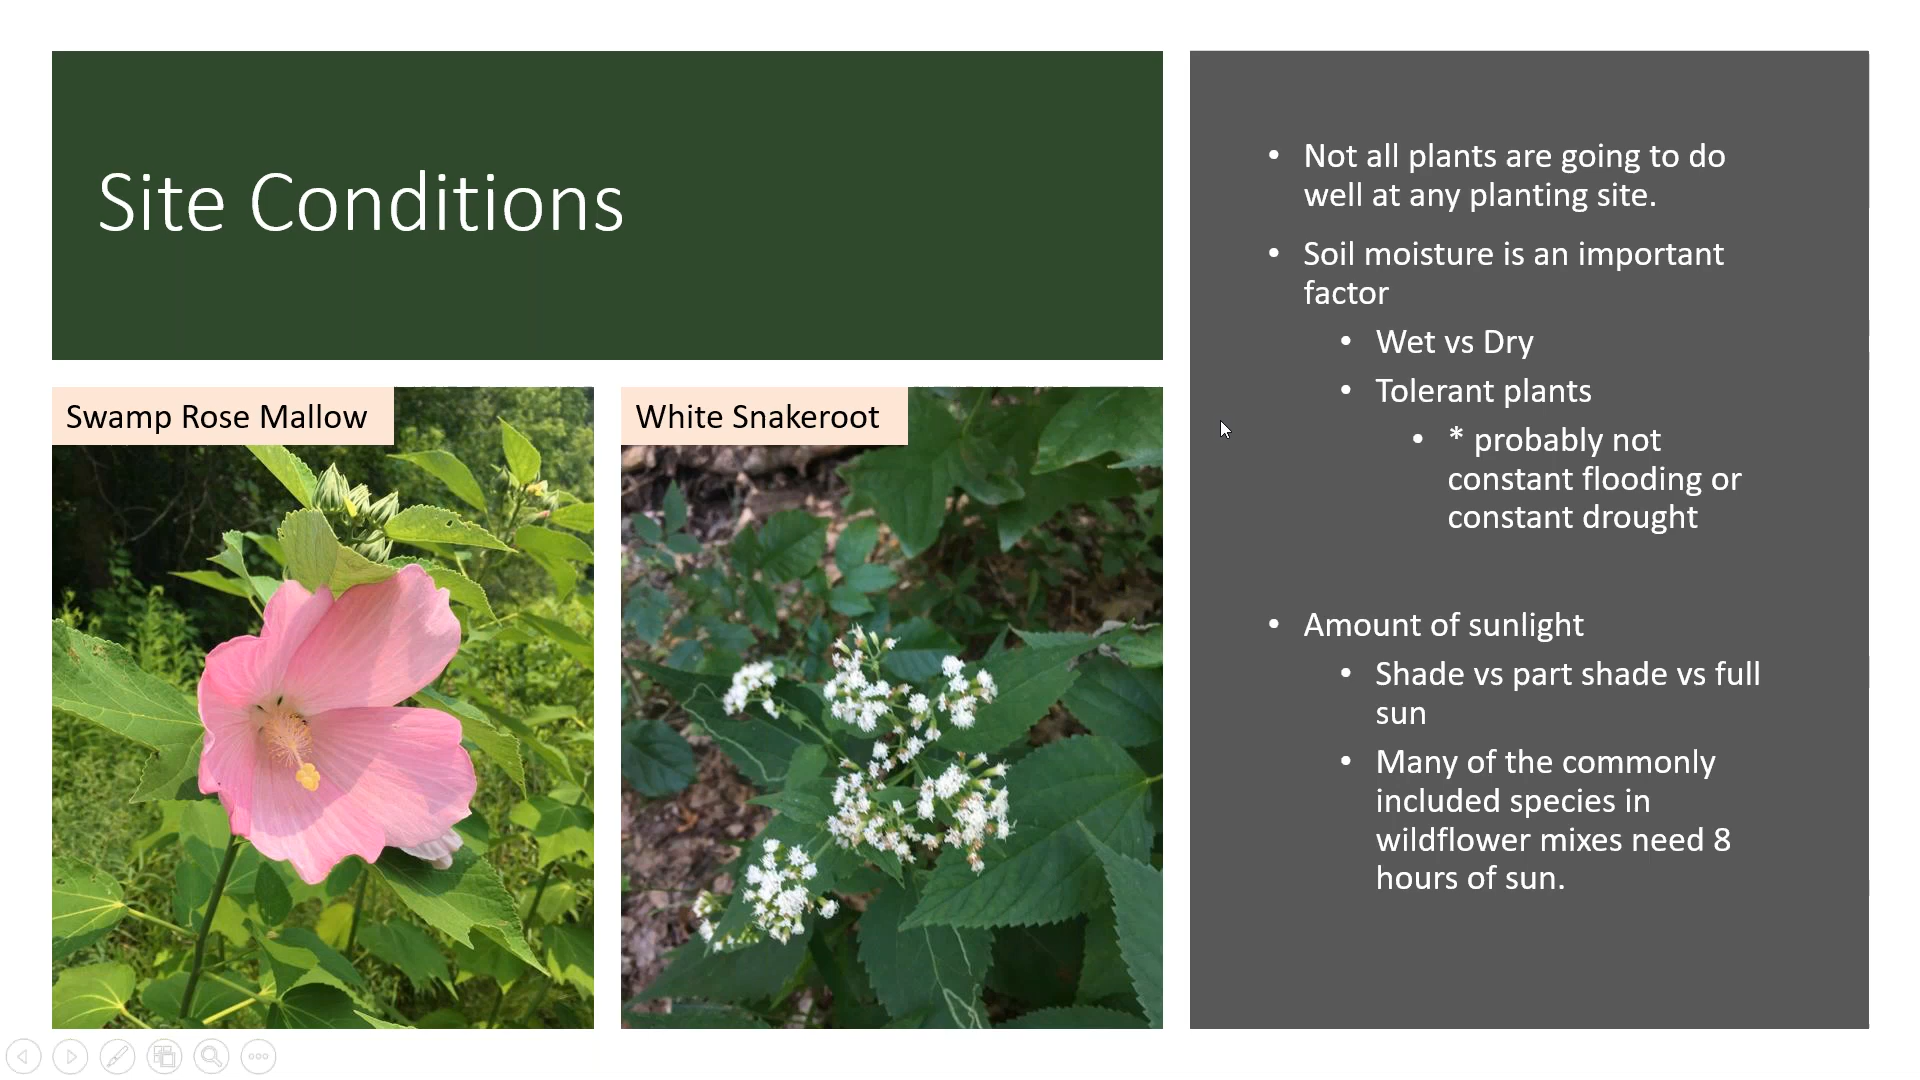 Site Conditions
Swamp Rose Mallow
White Snakeroot
• Not all plants are going to do
well at any planting site.
• Soil moisture is an important
factor
• Wet vs Dry
• Tolerant plants
• * probably not
constant flooding or
constant drought
• Amount of sunlight
• Shade vs part shade vs full
sun
• Many of the commonly
included species in
wildflower mixes need 8
hours of sun.